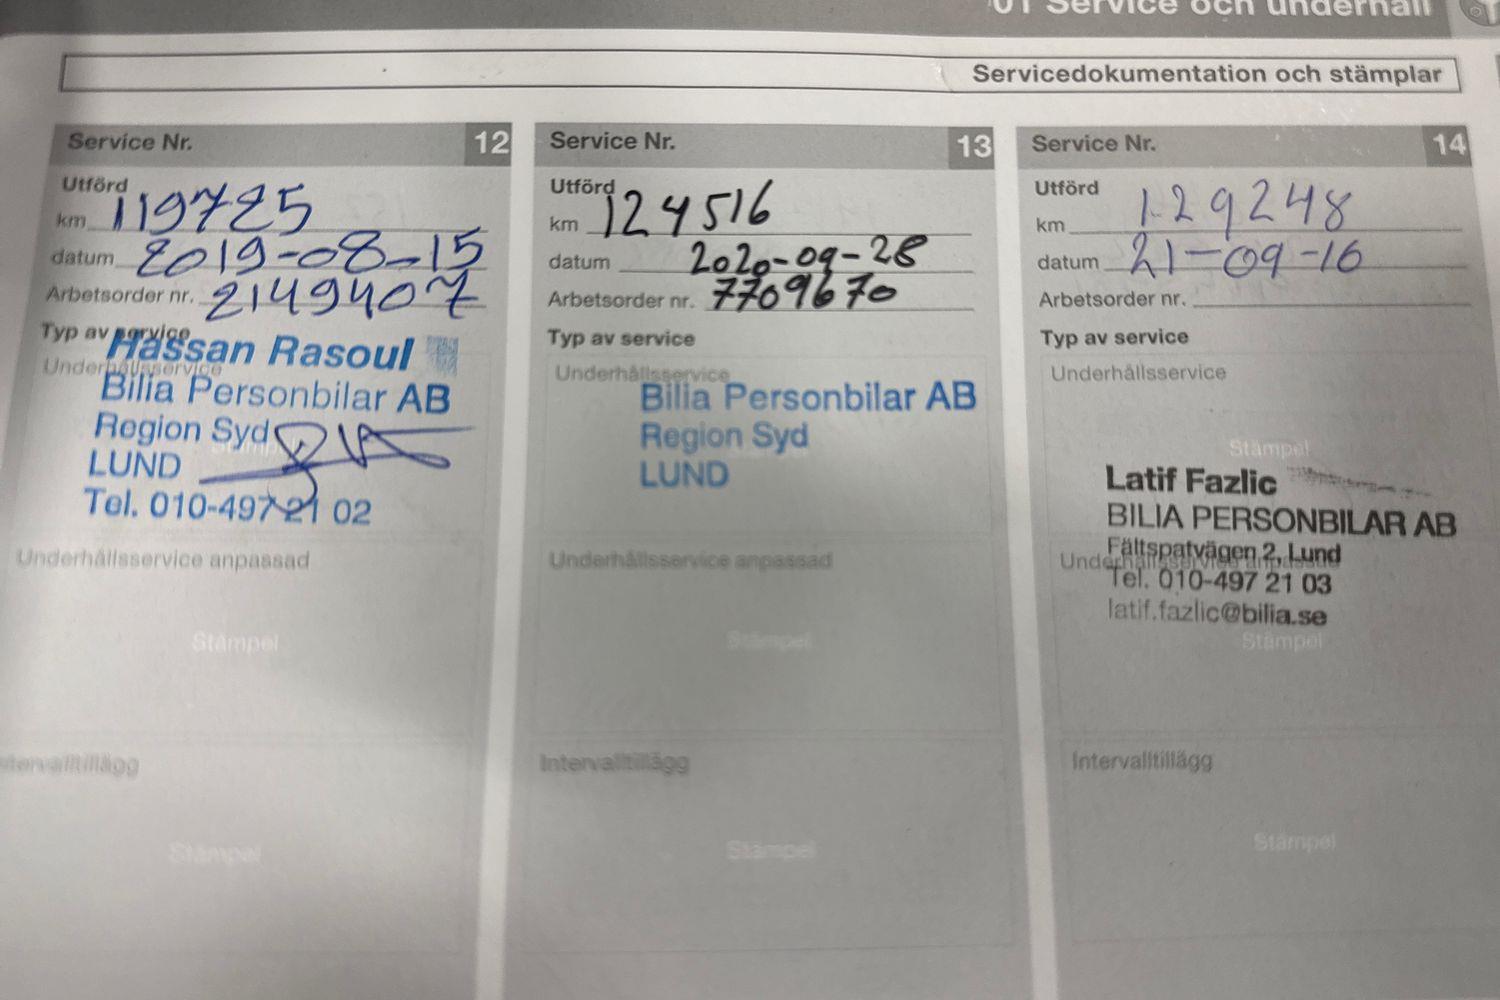 01 Service och underhåll
Servicedokumentation och stämplar
Service Nr. 12
Utförd
km 119725
datum 2019-08-15
Arbetsorder nr. 21494407
Typ av service
Underhållsservice
Hassan Rasoul
Bilia Personbilar AB
Region Syd
LUND
Tel. 010-497 21 02
Underhållsservice anpassad
Stämpel
Intervalltillägg
Stämpel
Service Nr. 13
Utförd
km 124516
datum 2020-09-28
Arbetsorder nr. 7709670
Typ av service
Underhållsservice
Bilia Personbilar AB
Region Syd
LUND
Underhållsservice anpassad
Stämpel
Intervalltillägg
Stämpel
Service Nr. 14
Utförd
km 129248
datum 21-09-16
Arbetsorder nr.
Typ av service
Underhållsservice
Stämpel
Latif Fazlic
BILIA PERSONBILAR AB
Fältspatvägen 2, Lund
Underhållsservice anpassad
Tel. 010-497 21 03
latif.fazlic@bilia.se
Stämpel
Intervalltillägg
Stämpel